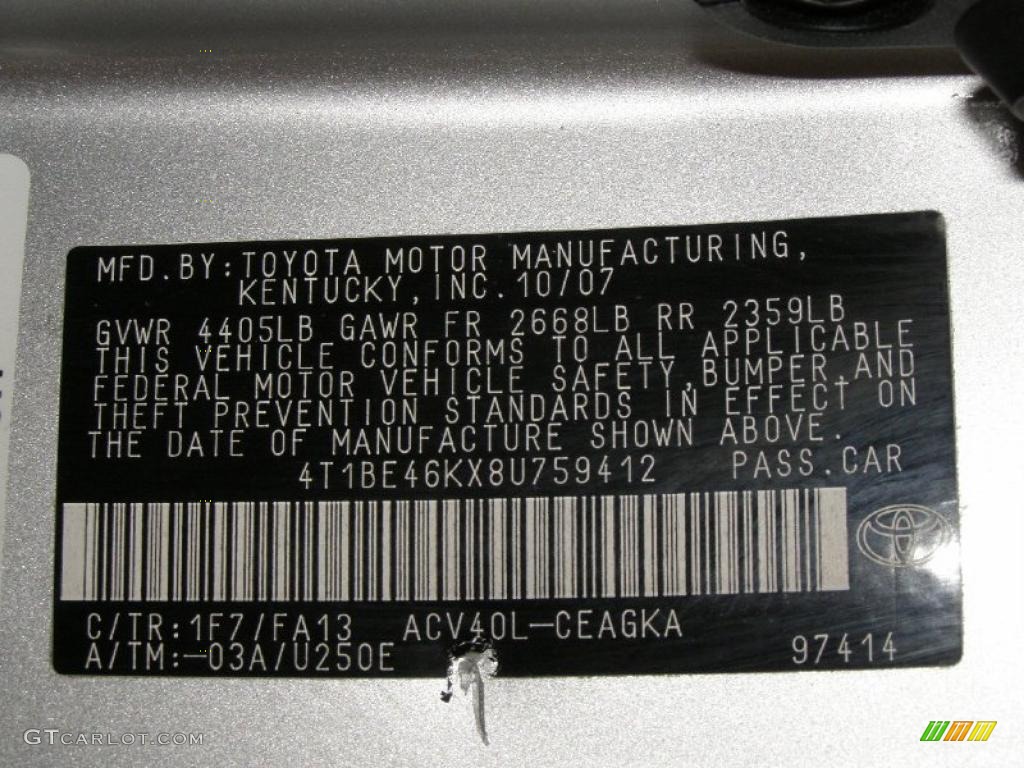 MFD.BY:TOYOTA MOTOR MANUFACTURING,
KENTUCKY,INC.10/07
GVWR 4405LB GAWR FR 2668LB RR 2359LB
THIS VEHICLE CONFORMS TO ALL APPLICABLE
FEDERAL MOTOR VEHICLE SAFETY,BUMPER,AND
THEFT PREVENTION STANDARDS IN EFFECT ON
THE DATE OF MANUFACTURE SHOWN ABOVE.
4T1BE46KX8U759412 PASS.CAR
C/TR:1F7/FA13 ACV40L-CEAGKA
A/TM:-03A/U250E 97414
GTCARLOT.COM